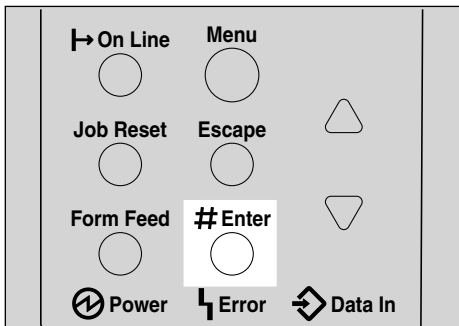 On Line Menu
Job Reset Escape
Form Feed # Enter
Power Error Data In